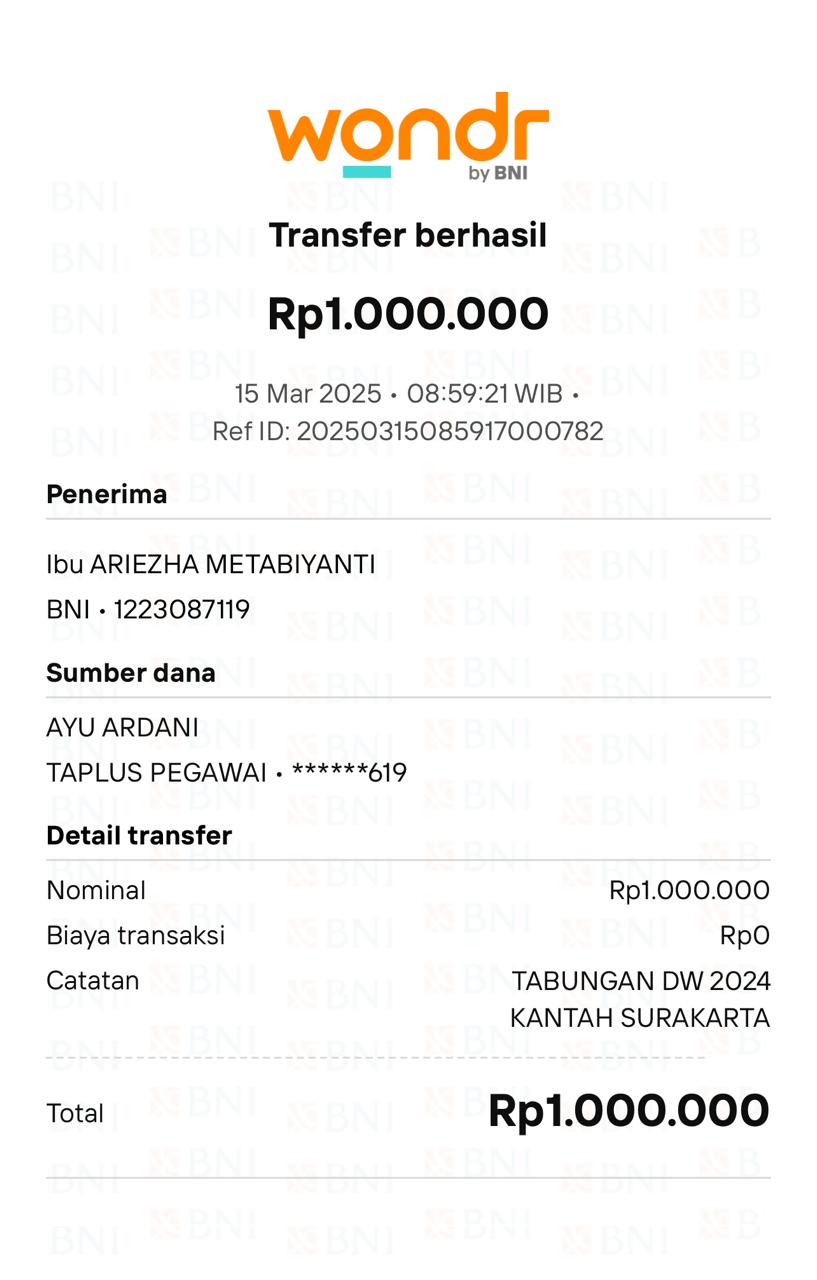 wondr
by BNI
Transfer berhasil
Rp1.000.000
15 Mar 2025 • 08:59:21 WIB •
Ref ID: 20250315085917000782
Penerima
Ibu ARIEZHA METABIYANTI
BNI • 1223087119
Sumber dana
AYU ARDANI
TAPLUS PEGAWAI • ******619
Detail transfer
Nominal Rp1.000.000
Biaya transaksi Rp0
Catatan TABUNGAN DW 2024
KANTAH SURAKARTA
Total Rp1.000.000